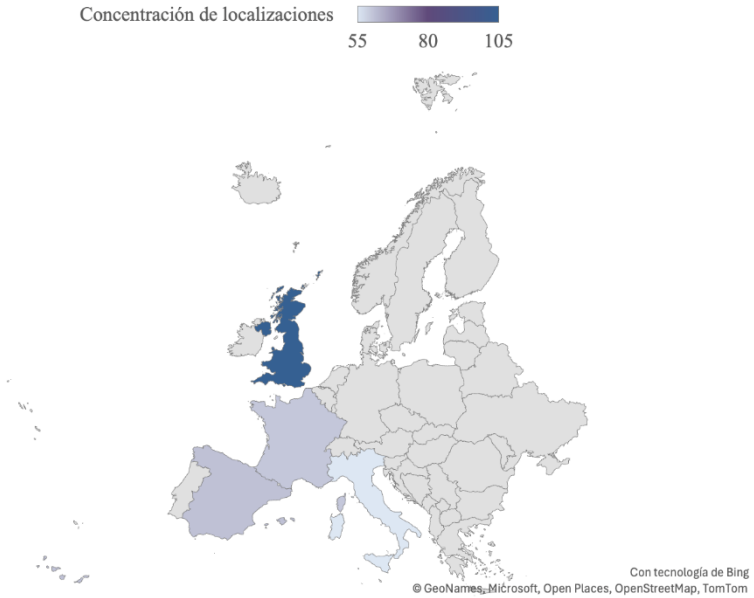 Concentración de localizaciones
55 80 105
Con tecnología de Bing
© GeoNames, Microsoft, Open Places, OpenStreetMap, TomTom